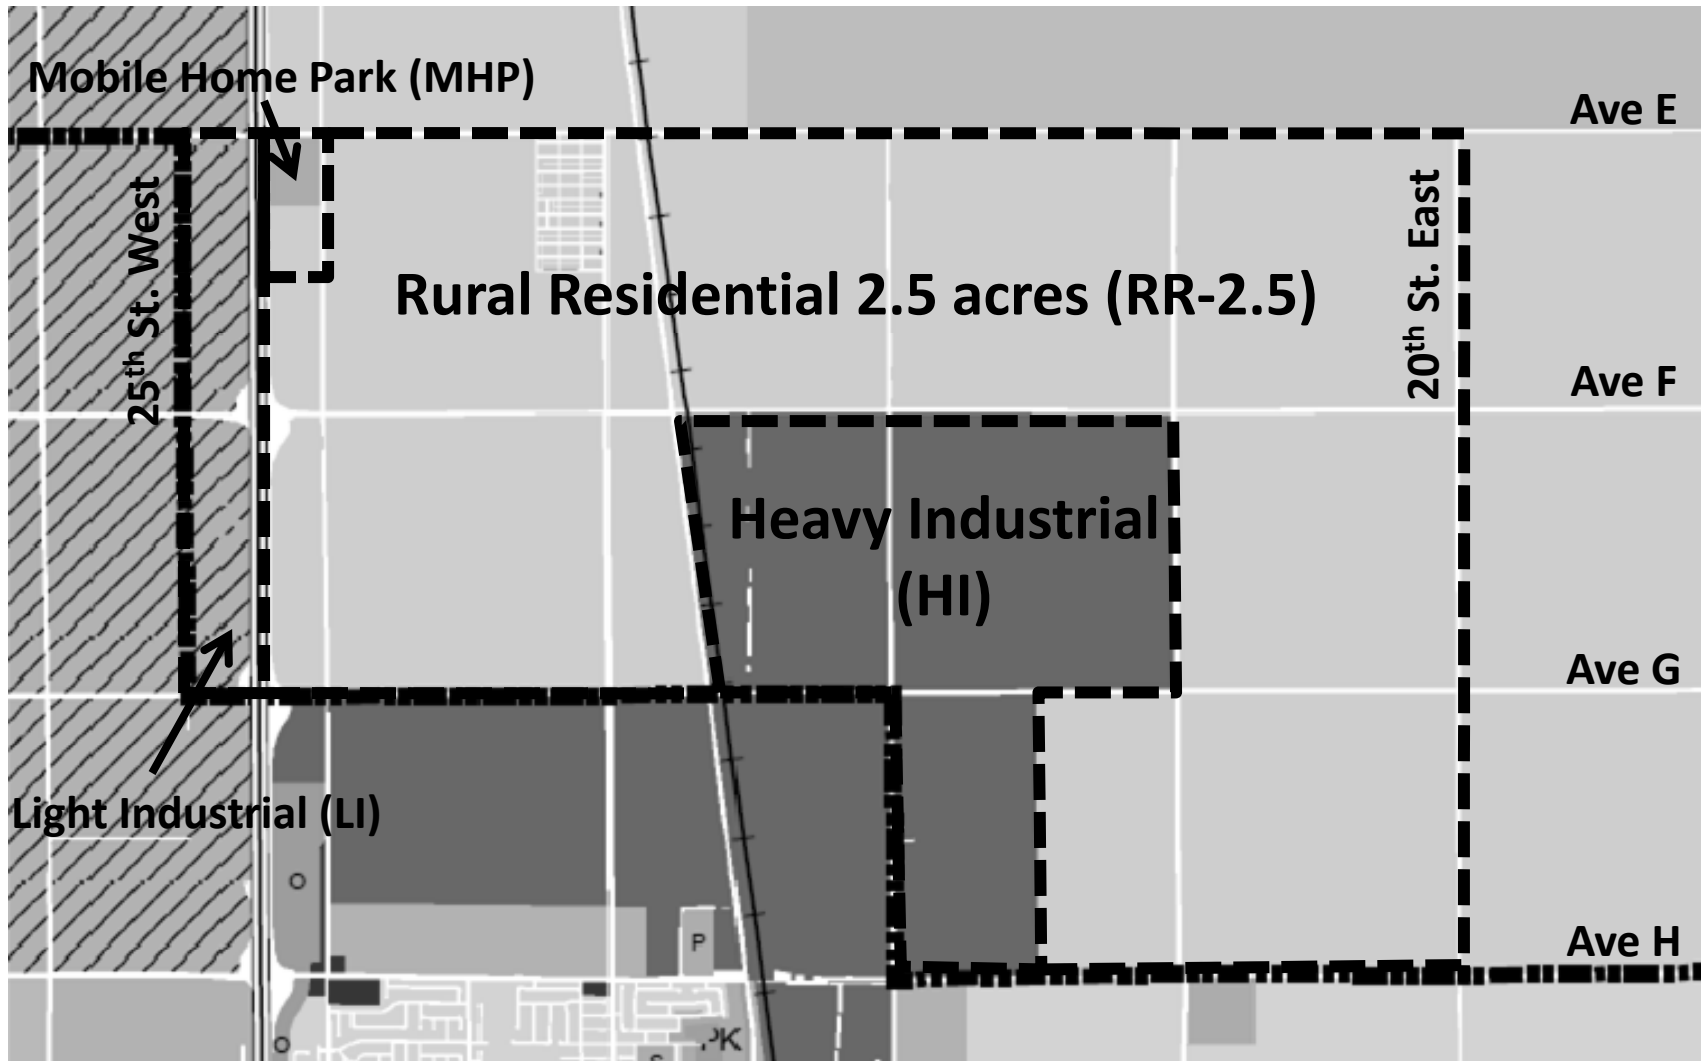 Mobile Home Park (MHP)
Ave E
25th St. West
20th St. East
Rural Residential 2.5 acres (RR-2.5)
Ave F
Heavy Industrial
(HI)
Ave G
Light Industrial (LI)
O
P
Ave H
O
PK
S